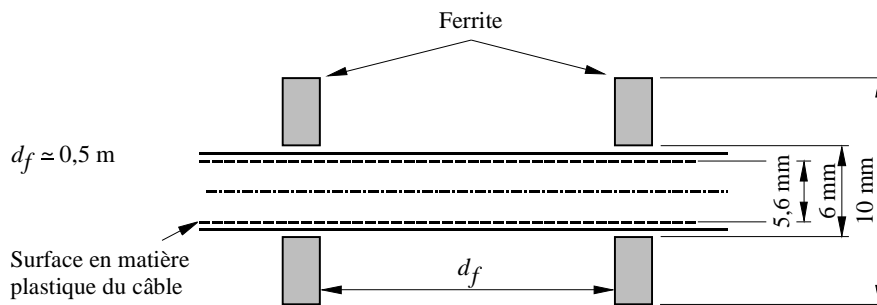 Ferrite
d_f ≃ 0,5 m
5,6 mm
6 mm
10 mm
Surface en matière
plastique du câble
d_f